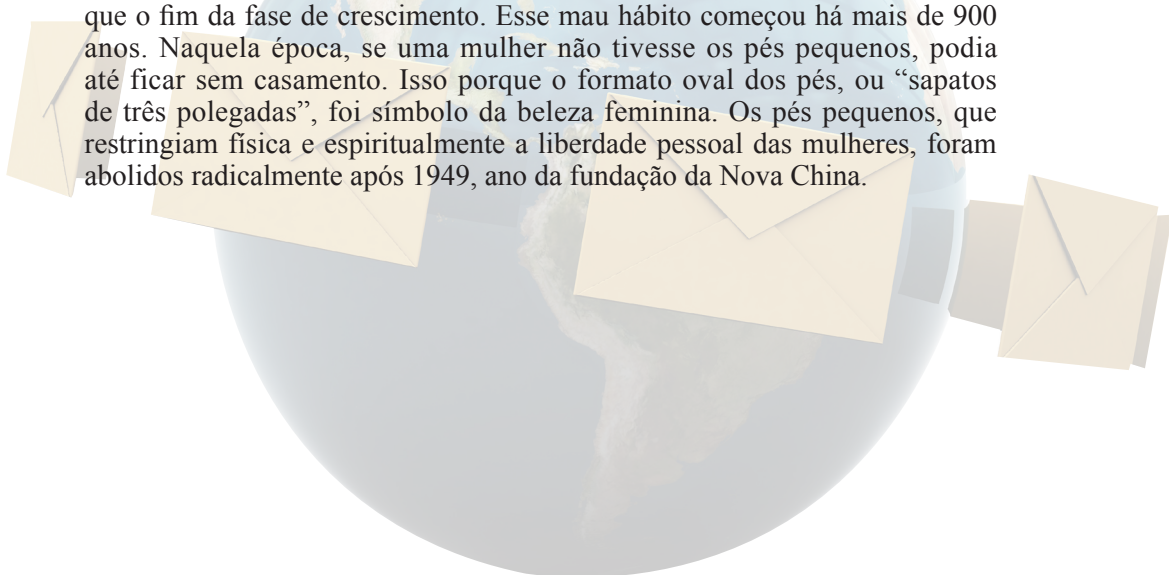 que o fim da fase de crescimento. Esse mau hábito começou há mais de 900
anos. Naquela época, se uma mulher não tivesse os pés pequenos, podia
até ficar sem casamento. Isso porque o formato oval dos pés, ou “sapatos
de três polegadas”, foi símbolo da beleza feminina. Os pés pequenos, que
restringiam física e espiritualmente a liberdade pessoal das mulheres, foram
abolidos radicalmente após 1949, ano da fundação da Nova China.